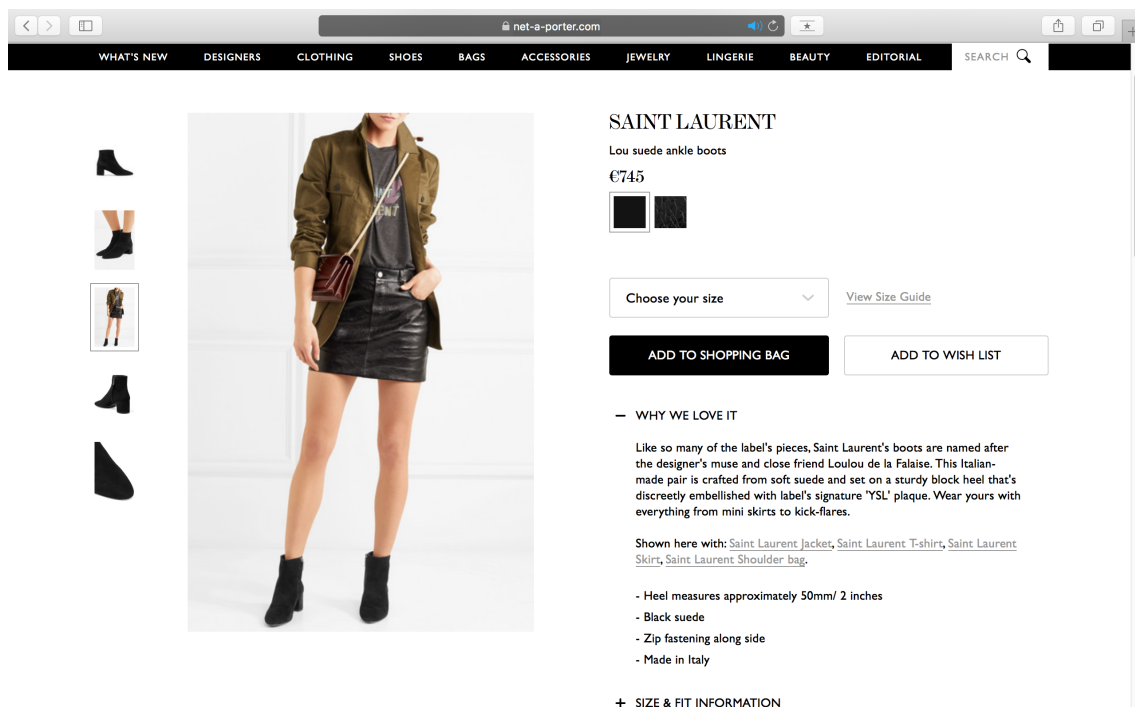 net-a-porter.com
WHAT'S NEW DESIGNERS CLOTHING SHOES BAGS ACCESSORIES JEWELRY LINGERIE BEAUTY EDITORIAL SEARCH
SAINT LAURENT
Lou suede ankle boots
€745
Choose your size
View Size Guide
ADD TO SHOPPING BAG
ADD TO WISH LIST
– WHY WE LOVE IT
Like so many of the label's pieces, Saint Laurent's boots are named after
the designer's muse and close friend Loulou de la Falaise. This Italian-
made pair is crafted from soft suede and set on a sturdy block heel that's
discreetly embellished with label's signature 'YSL' plaque. Wear yours with
everything from mini skirts to kick-flares.
Shown here with: Saint Laurent Jacket, Saint Laurent T-shirt, Saint Laurent
Skirt, Saint Laurent Shoulder bag.
- Heel measures approximately 50mm/ 2 inches
- Black suede
- Zip fastening along side
- Made in Italy
+ SIZE & FIT INFORMATION